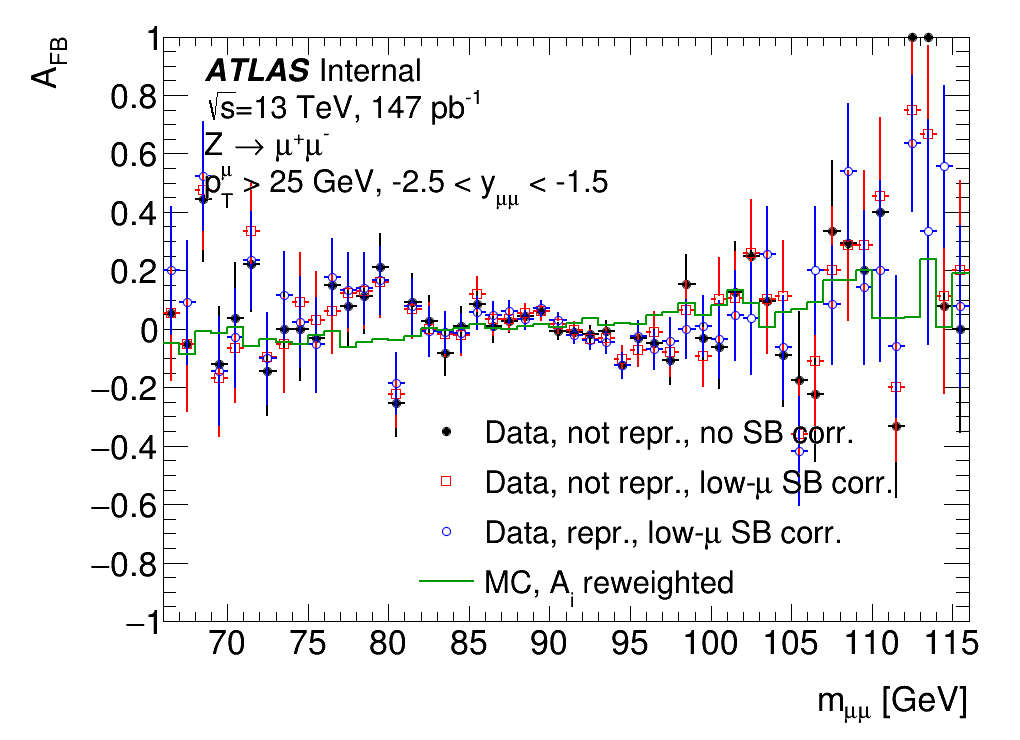 A_FB
ATLAS Internal
√s=13 TeV, 147 pb⁻¹
Z → μ⁺μ⁻
p_T^μ > 25 GeV, -2.5 < y_μμ < -1.5
1
0.8
0.6
0.4
0.2
0
−0.2
−0.4
−0.6
−0.8
−1
Data, not repr., no SB corr.
Data, not repr., low-μ SB corr.
Data, repr., low-μ SB corr.
MC, A_i reweighted
70 75 80 85 90 95 100 105 110 115
m_μμ [GeV]